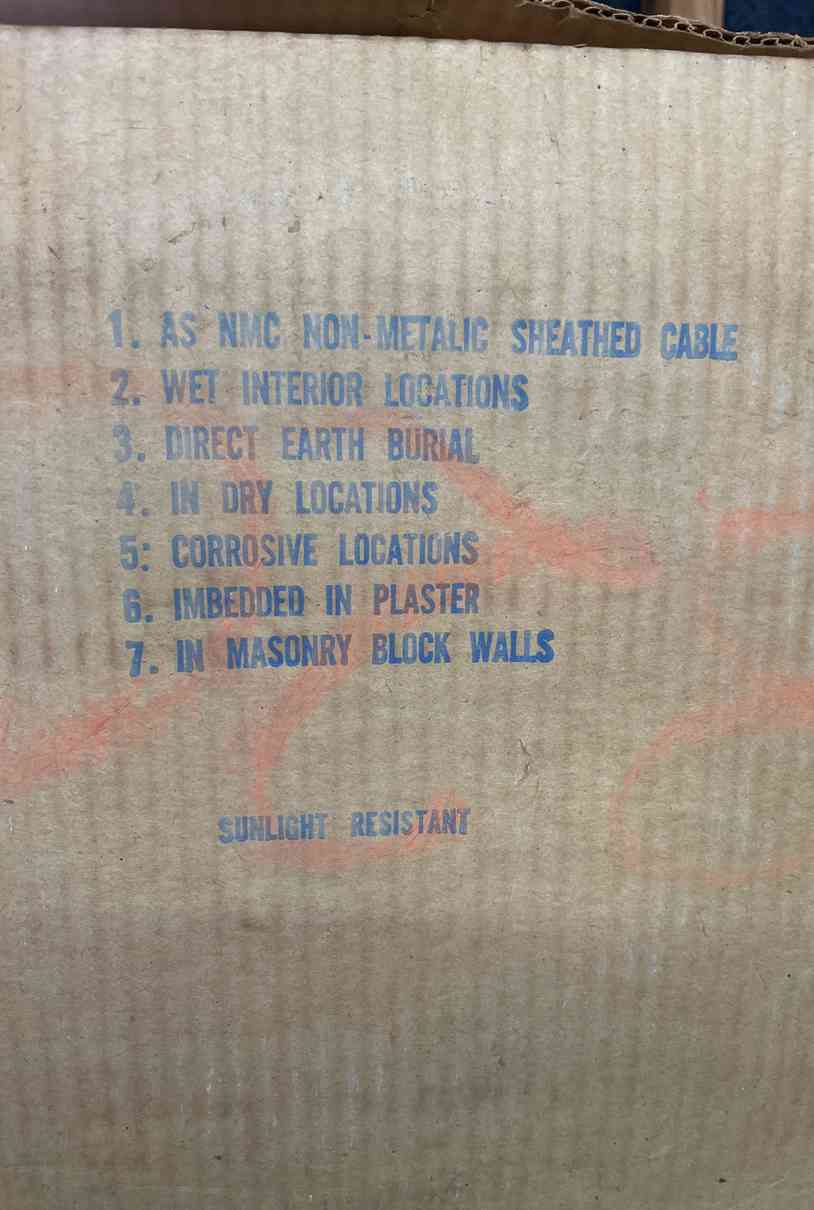 1. AS NMC NON-METALIC SHEATHED CABLE
2. WET INTERIOR LOCATIONS
3. DIRECT EARTH BURIAL
4. IN DRY LOCATIONS
5: CORROSIVE LOCATIONS
6. IMBEDDED IN PLASTER
7. IN MASONRY BLOCK WALLS
SUNLIGHT RESISTANT